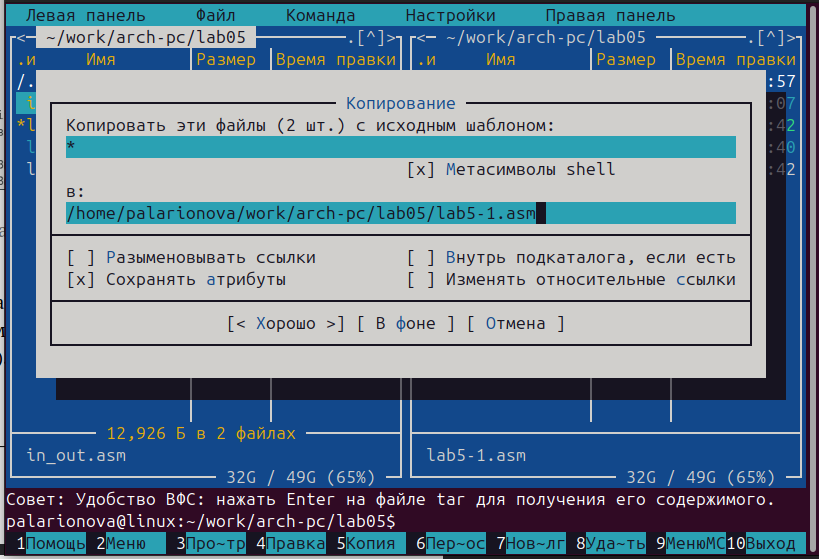 Левая панель Файл Команда Настройки Правая панель
<- ~/work/arch-pc/lab05 .[^]> <- ~/work/arch-pc/lab05 .[^]>
.и Имя Размер Время правки .и Имя Размер Время правки
/. :57
i :07
*l :42
l :40
l :42
Копирование
Копировать эти файлы (2 шт.) с исходным шаблоном:
*
[x] Метасимволы shell
в:
/home/palarionova/work/arch-pc/lab05/lab5-1.asm
[ ] Разыменовывать ссылки [ ] Внутрь подкаталога, если есть
[x] Сохранять атрибуты [ ] Изменять относительные ссылки
[< Хорошо >] [ В фоне ] [ Отмена ]
12,926 Б в 2 файлах
in_out.asm lab5-1.asm
32G / 49G (65%) 32G / 49G (65%)
Совет: Удобство ВФС: нажать Enter на файле tar для получения его содержимого.
palarionova@linux:~/work/arch-pc/lab05$
1Помощь 2Меню 3Про~тр 4Правка 5Копия 6Пер~ос 7Нов~лг 8Уда~ть 9МенюMC 10Выход